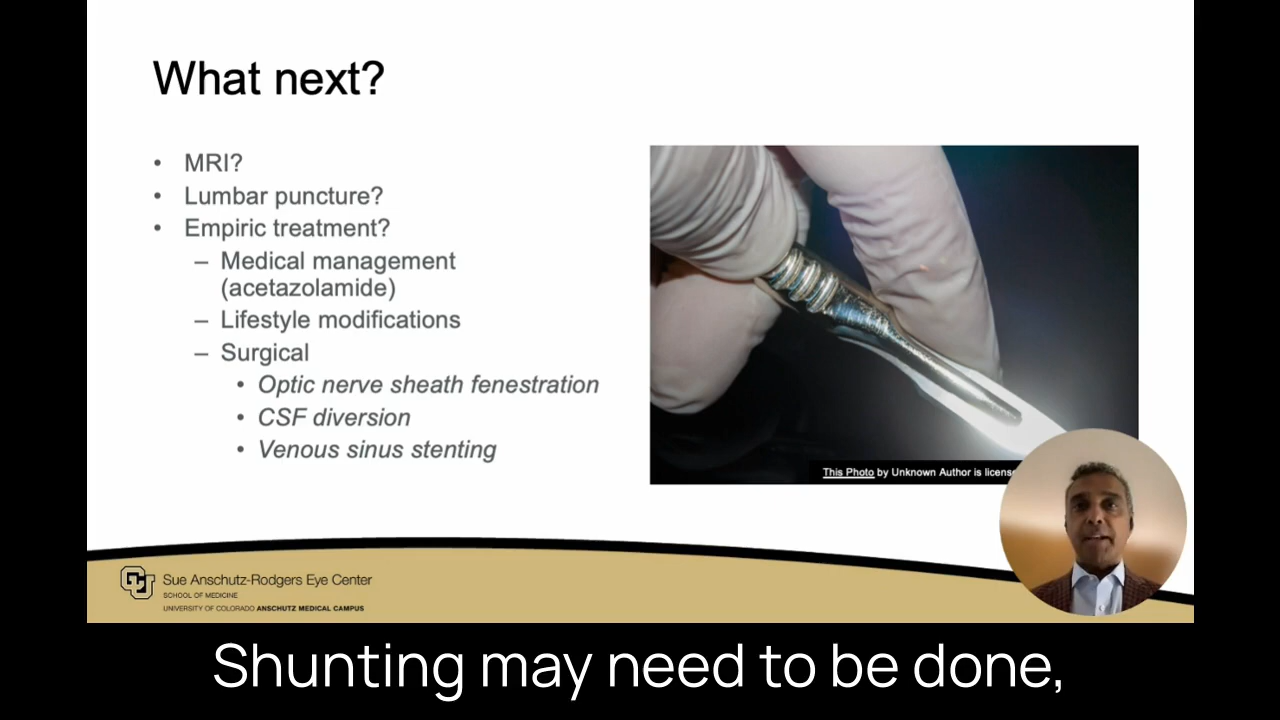 What next?
• MRI?
• Lumbar puncture?
• Empiric treatment?
– Medical management
(acetazolamide)
– Lifestyle modifications
– Surgical
• Optic nerve sheath fenestration
• CSF diversion
• Venous sinus stenting
This Photo by Unknown Author is
CU
Sue Anschutz-Rodgers Eye Center
SCHOOL OF MEDICINE
UNIVERSITY OF COLORADO ANSCHUTZ MEDICAL CAMPUS
Shunting may need to be done,